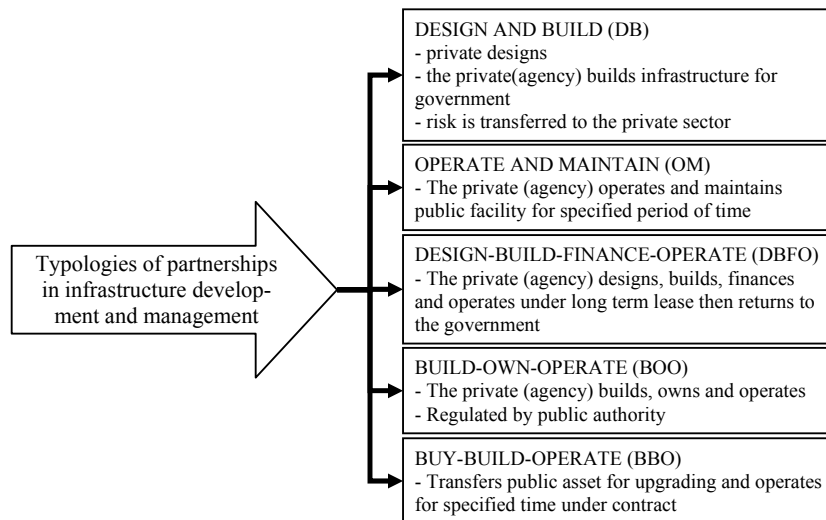 Typologies of partnerships
in infrastructure develop-
ment and management
DESIGN AND BUILD (DB)
- private designs
- the private(agency) builds infrastructure for
government
- risk is transferred to the private sector
OPERATE AND MAINTAIN (OM)
- The private (agency) operates and maintains
public facility for specified period of time
DESIGN-BUILD-FINANCE-OPERATE (DBFO)
- The private (agency) designs, builds, finances
and operates under long term lease then returns to
the government
BUILD-OWN-OPERATE (BOO)
- The private (agency) builds, owns and operates
- Regulated by public authority
BUY-BUILD-OPERATE (BBO)
- Transfers public asset for upgrading and operates
for specified time under contract